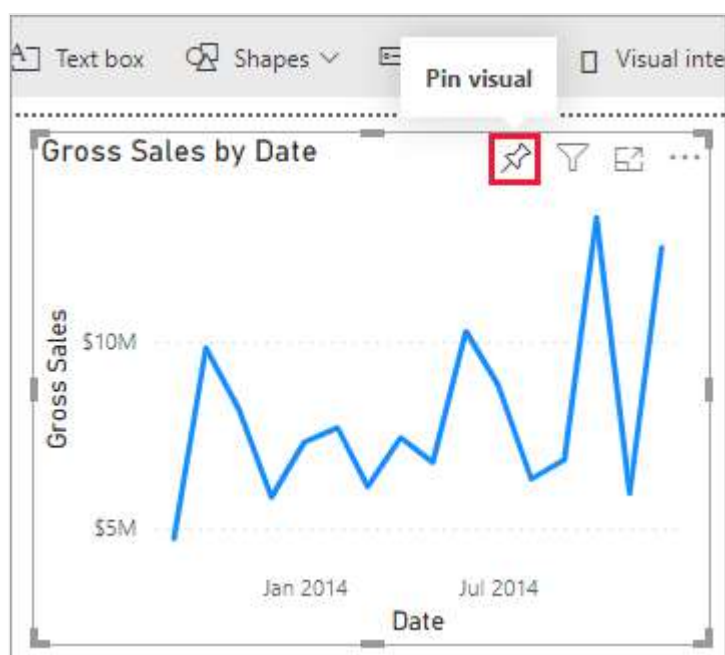 Text box Shapes Visual inte
Pin visual
Gross Sales by Date
Gross Sales
$10M
$5M
Jan 2014 Jul 2014
Date